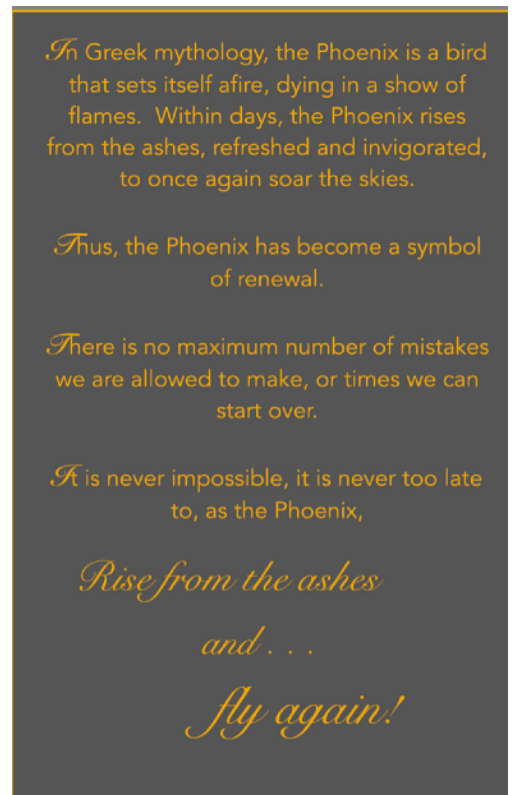 In Greek mythology, the Phoenix is a bird
that sets itself afire, dying in a show of
flames.  Within days, the Phoenix rises
from the ashes, refreshed and invigorated,
to once again soar the skies.
Thus, the Phoenix has become a symbol
of renewal.
There is no maximum number of mistakes
we are allowed to make, or times we can
start over.
It is never impossible, it is never too late
to, as the Phoenix,
Rise from the ashes
and . . .
fly again!